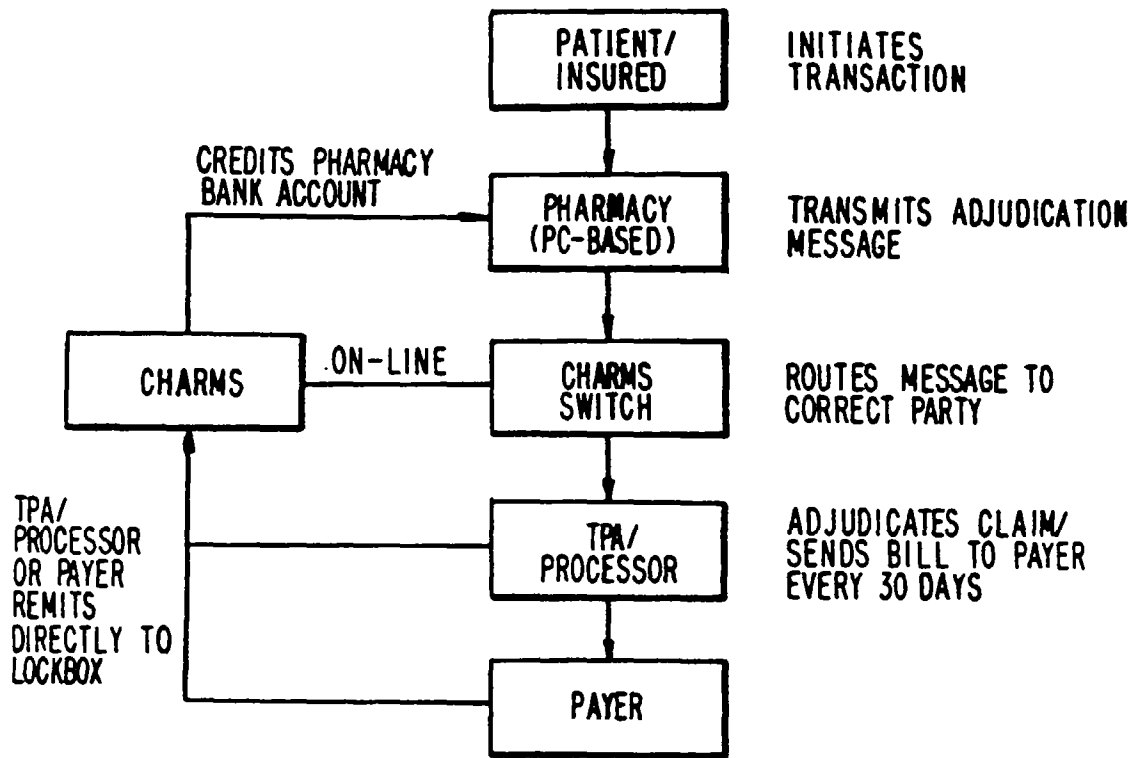 PATIENT/
INSURED
INITIATES
TRANSACTION
CREDITS PHARMACY
BANK ACCOUNT
PHARMACY
(PC-BASED)
TRANSMITS ADJUDICATION
MESSAGE
CHARMS
ON-LINE
CHARMS
SWITCH
ROUTES MESSAGE TO
CORRECT PARTY
TPA/
PROCESSOR
OR PAYER
REMITS
DIRECTLY TO
LOCKBOX
TPA/
PROCESSOR
ADJUDICATES CLAIM/
SENDS BILL TO PAYER
EVERY 30 DAYS
PAYER